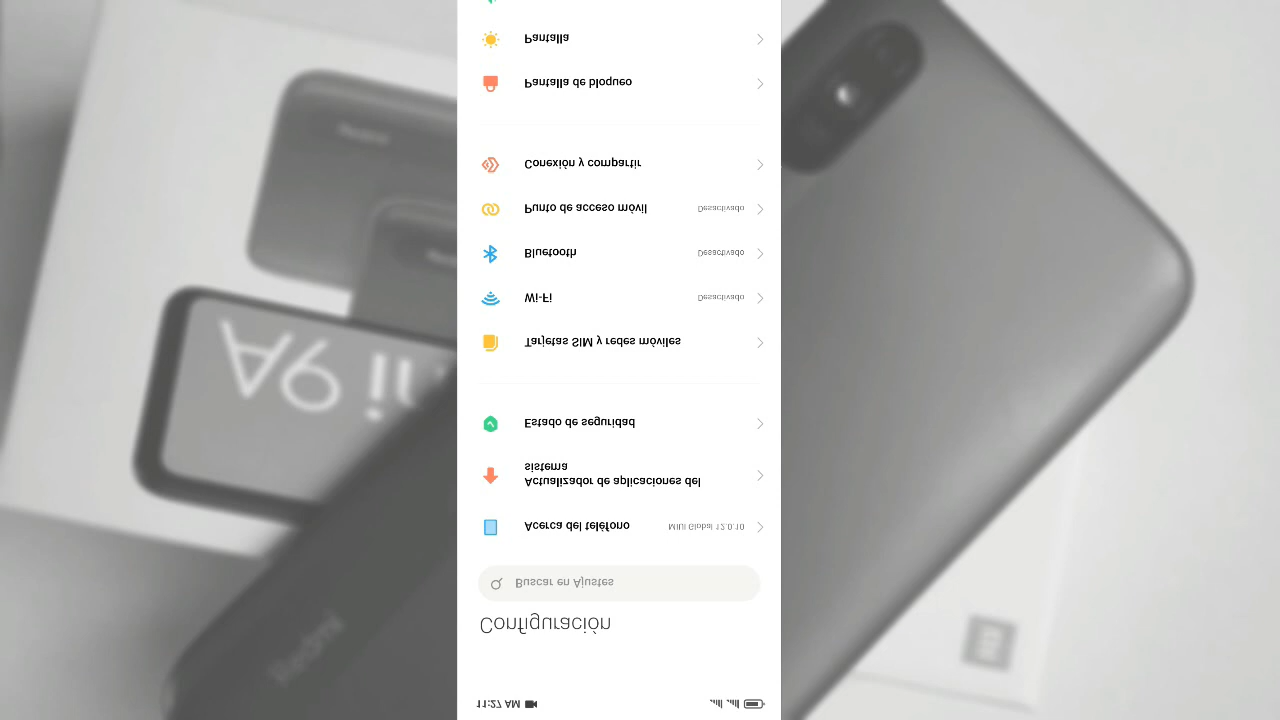 11:27 AM
Configuración
Buscar en Ajustes
Acerca del teléfono MIUI Global 12.0.10
Actualizador de aplicaciones del
sistema
Estado de seguridad
Tarjetas SIM y redes móviles
Wi-Fi Desactivado
Bluetooth Desactivado
Punto de acceso móvil Desactivado
Conexión y compartir
Pantalla de bloqueo
Pantalla
Redmi